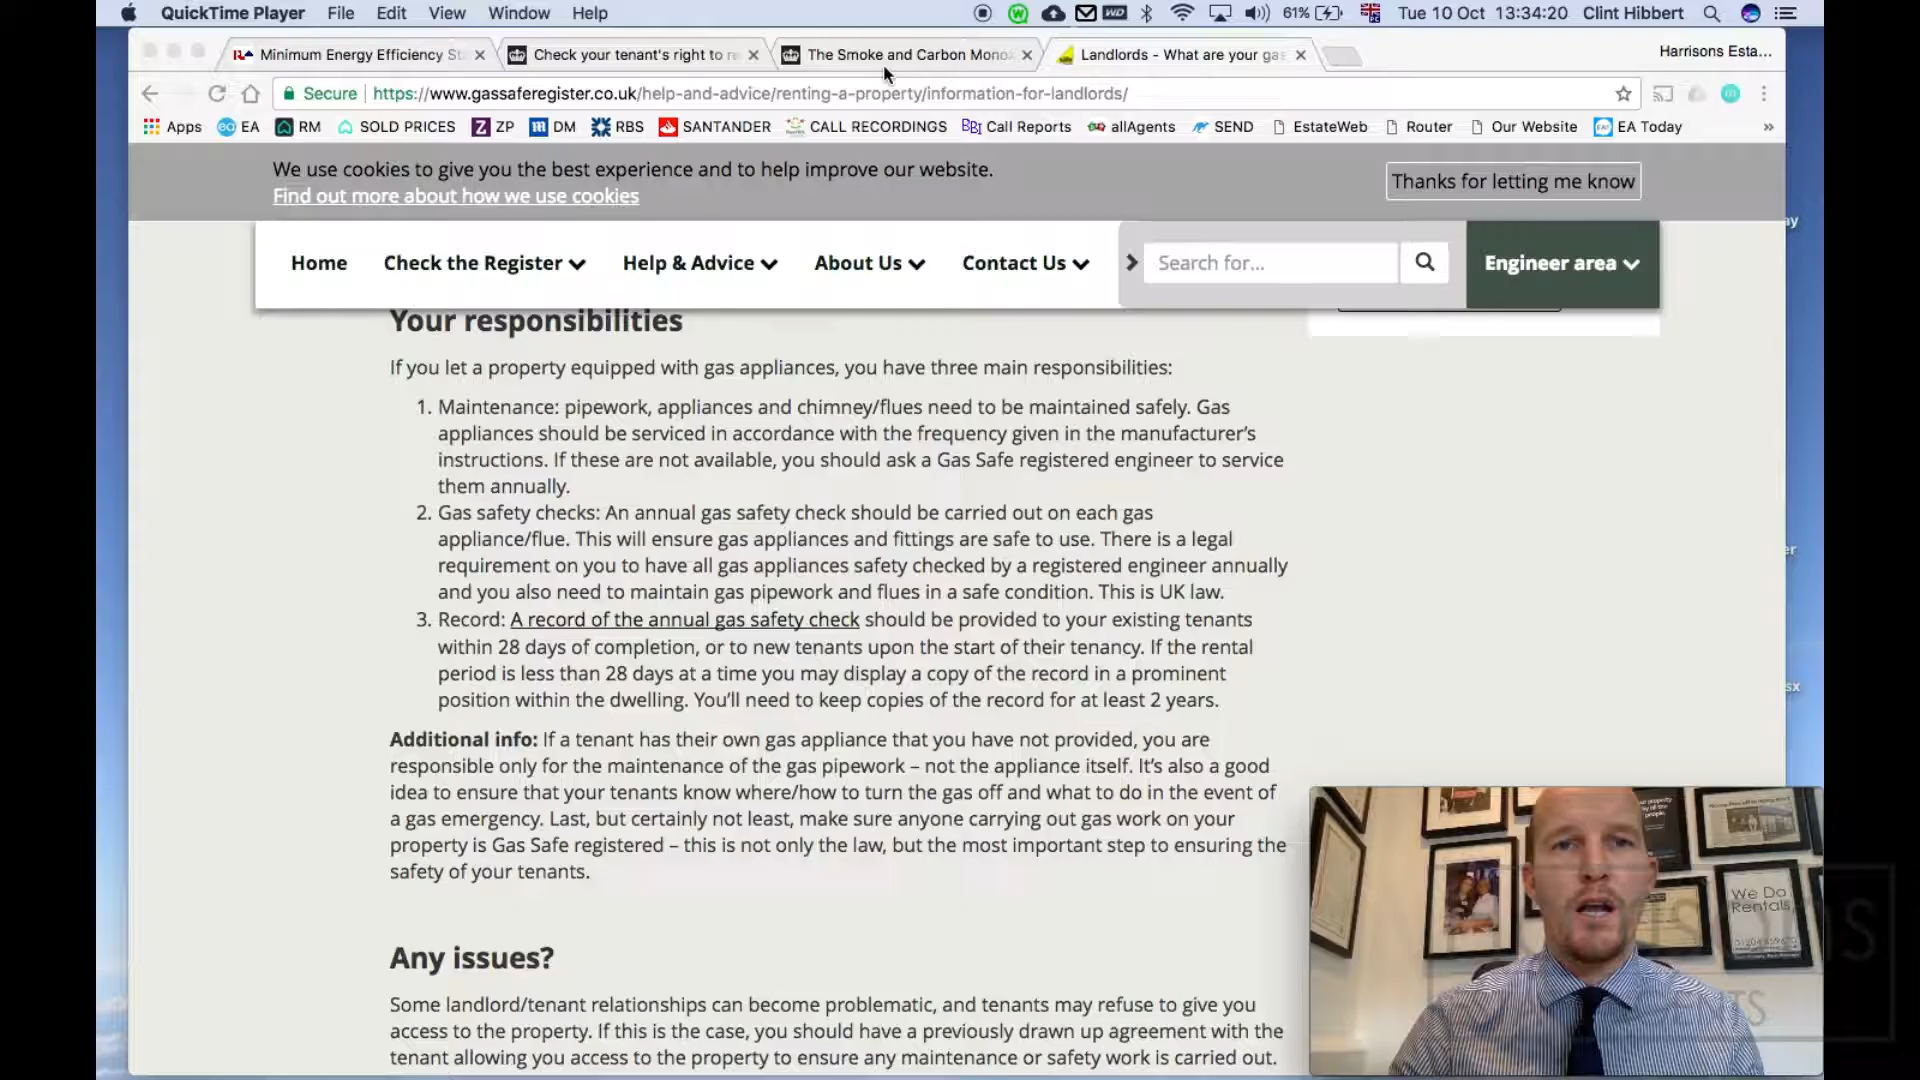 QuickTime Player File Edit View Window Help 61% Tue 10 Oct 13:34:20 Clint Hibbert
Minimum Energy Efficiency Sta Check your tenant's right to re The Smoke and Carbon Mono Landlords - What are your gas Harrisons Esta...
Secure https://www.gassaferegister.co.uk/help-and-advice/renting-a-property/information-for-landlords/
Apps EA RM SOLD PRICES ZP DM RBS SANTANDER CALL RECORDINGS Call Reports allAgents SEND EstateWeb Router Our Website EA Today »
We use cookies to give you the best experience and to help improve our website.
Find out more about how we use cookies
Thanks for letting me know
Home Check the Register Help & Advice About Us Contact Us Search for... Engineer area
Your responsibilities
If you let a property equipped with gas appliances, you have three main responsibilities:
1. Maintenance: pipework, appliances and chimney/flues need to be maintained safely. Gas
appliances should be serviced in accordance with the frequency given in the manufacturer's
instructions. If these are not available, you should ask a Gas Safe registered engineer to service
them annually.
2. Gas safety checks: An annual gas safety check should be carried out on each gas
appliance/flue. This will ensure gas appliances and fittings are safe to use. There is a legal
requirement on you to have all gas appliances safety checked by a registered engineer annually
and you also need to maintain gas pipework and flues in a safe condition. This is UK law.
3. Record: A record of the annual gas safety check should be provided to your existing tenants
within 28 days of completion, or to new tenants upon the start of their tenancy. If the rental
period is less than 28 days at a time you may display a copy of the record in a prominent
position within the dwelling. You'll need to keep copies of the record for at least 2 years.
Additional info: If a tenant has their own gas appliance that you have not provided, you are
responsible only for the maintenance of the gas pipework – not the appliance itself. It's also a good
idea to ensure that your tenants know where/how to turn the gas off and what to do in the event of
a gas emergency. Last, but certainly not least, make sure anyone carrying out gas work on your
property is Gas Safe registered – this is not only the law, but the most important step to ensuring the
safety of your tenants.
Any issues?
Some landlord/tenant relationships can become problematic, and tenants may refuse to give you
access to the property. If this is the case, you should have a previously drawn up agreement with the
tenant allowing you access to the property to ensure any maintenance or safety work is carried out.
We Do
Rentals